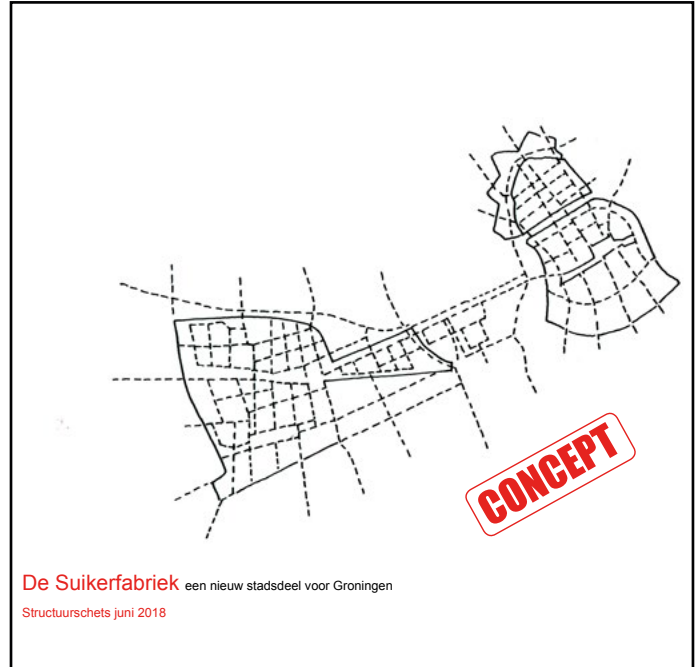 CONCEPT
De Suikerfabriek een nieuw stadsdeel voor Groningen
Structuurschets juni 2018